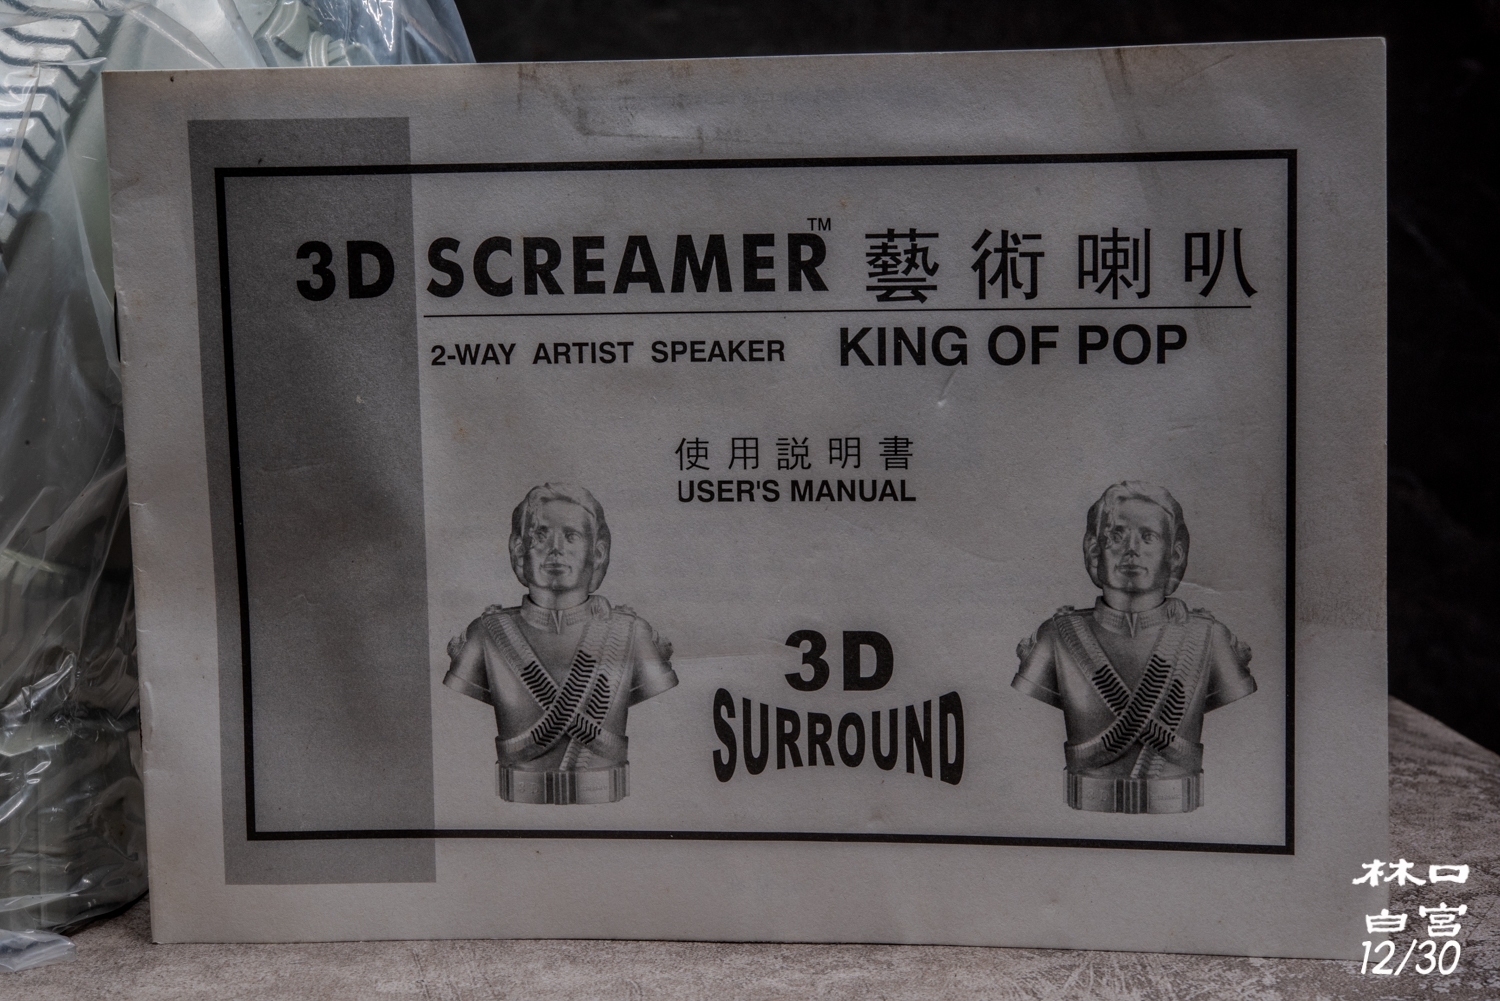 3D SCREAMER™ 藝術喇叭
2-WAY ARTIST SPEAKER KING OF POP
使用説明書
USER'S MANUAL
3D
SURROUND
林口
白宮
12/30